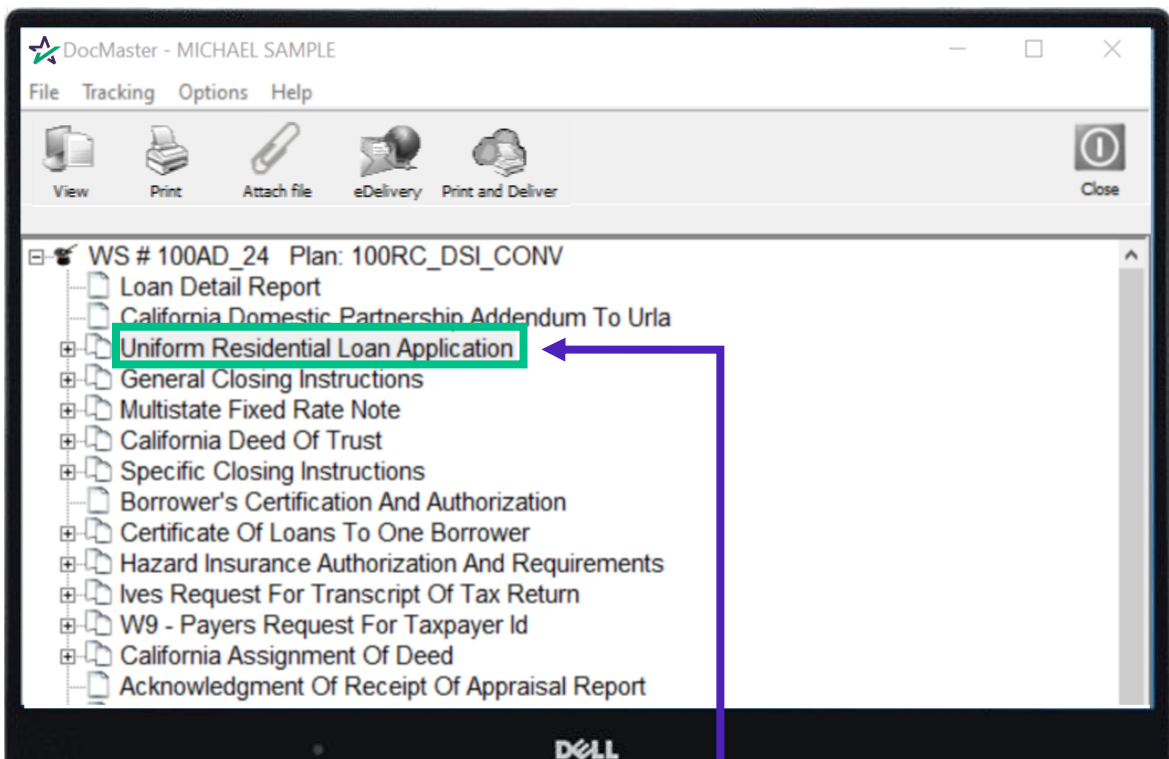 DocMaster - MICHAEL SAMPLE
File Tracking Options Help
View Print Attach file eDelivery Print and Deliver Close
WS # 100AD_24 Plan: 100RC_DSI_CONV
Loan Detail Report
California Domestic Partnership Addendum To Urla
Uniform Residential Loan Application
General Closing Instructions
Multistate Fixed Rate Note
California Deed Of Trust
Specific Closing Instructions
Borrower's Certification And Authorization
Certificate Of Loans To One Borrower
Hazard Insurance Authorization And Requirements
Ives Request For Transcript Of Tax Return
W9 - Payers Request For Taxpayer Id
California Assignment Of Deed
Acknowledgment Of Receipt Of Appraisal Report
DELL